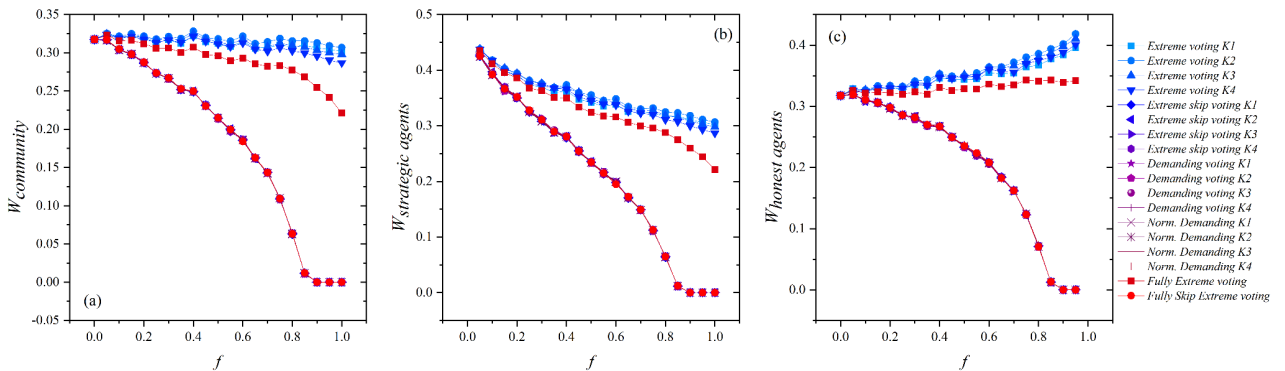 0.35
0.30
0.25
0.20
0.15
0.10
0.05
0.00
-0.05
W community
(a)
0.0 0.2 0.4 0.6 0.8 1.0
f
0.5
0.4
0.3
0.2
0.1
0.0
W strategic agents
(b)
0.0 0.2 0.4 0.6 0.8 1.0
f
0.4
0.3
0.2
0.1
0.0
W honest agents
(c)
0.0 0.2 0.4 0.6 0.8 1.0
f
Extreme voting K1
Extreme voting K2
Extreme voting K3
Extreme voting K4
Extreme skip voting K1
Extreme skip voting K2
Extreme skip voting K3
Extreme skip voting K4
Demanding voting K1
Demanding voting K2
Demanding voting K3
Demanding voting K4
Norm. Demanding K1
Norm. Demanding K2
Norm. Demanding K3
Norm. Demanding K4
Fully Extreme voting
Fully Skip Extreme voting